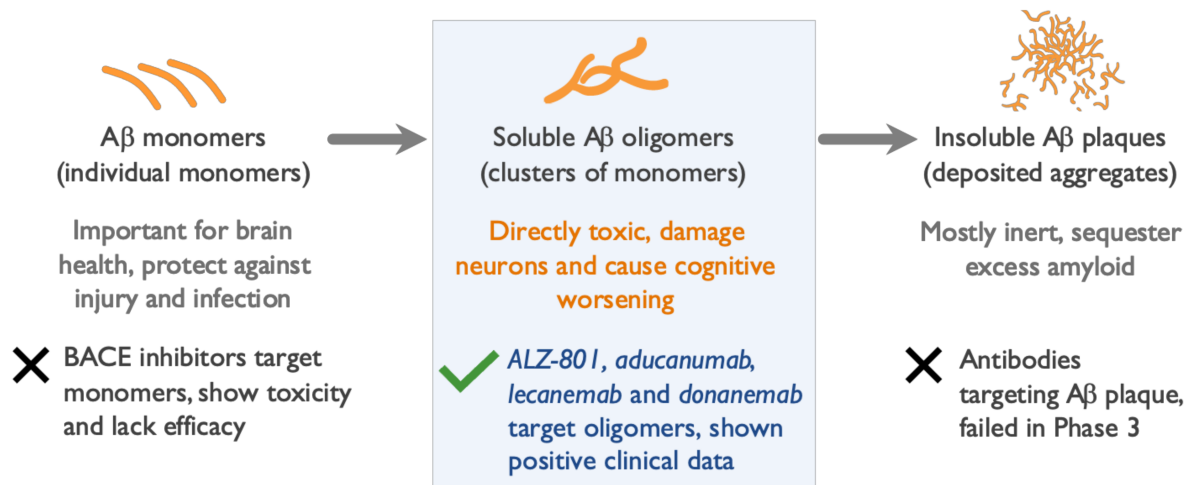 Aβ monomers
(individual monomers)
Important for brain
health, protect against
injury and infection
BACE inhibitors target
monomers, show toxicity
and lack efficacy
Soluble Aβ oligomers
(clusters of monomers)
Directly toxic, damage
neurons and cause cognitive
worsening
ALZ-801, aducanumab,
lecanemab and donanemab
target oligomers, shown
positive clinical data
Insoluble Aβ plaques
(deposited aggregates)
Mostly inert, sequester
excess amyloid
Antibodies
targeting Aβ plaque,
failed in Phase 3